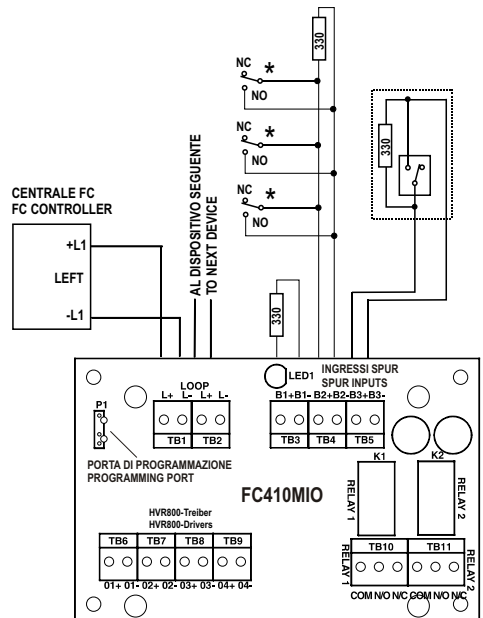 330
NC *
NO
NC *
NO
NC *
NO
330
CENTRALE FC
FC CONTROLLER
+L1
LEFT
-L1
AL DISPOSITIVO SEGUENTE
TO NEXT DEVICE
330
LED1
INGRESSI SPUR
SPUR INPUTS
LOOP
L+ L- L+ L-
B1+ B1- B2+ B2- B3+ B3-
P1
TB1 TB2
TB3 TB4 TB5
PORTA DI PROGRAMMAZIONE
PROGRAMMING PORT
K1
K2
FC410MIO
RELAY 1
RELAY 2
HVR800-Treiber
HVR800-Drivers
TB6 TB7 TB8 TB9
TB10 TB11
RELAY 1
RELAY 2
01+ 01- 02+ 02- 03+ 03- 04+ 04-
COM N/O N/C COM N/O N/C